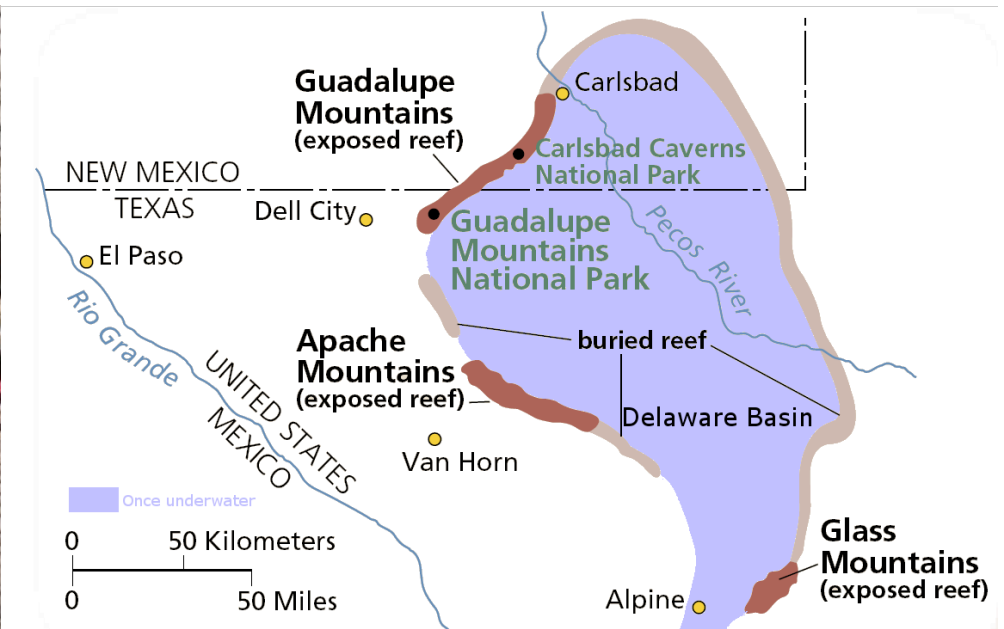 Guadalupe
Mountains
(exposed reef)
Carlsbad
Carlsbad Caverns
National Park
NEW MEXICO
TEXAS
Dell City
Guadalupe
Mountains
National Park
Pecos River
El Paso
Rio Grande
buried reef
Apache
Mountains
(exposed reef)
UNITED STATES
MEXICO
Delaware Basin
Van Horn
Once underwater
0 50 Kilometers
0 50 Miles
Glass
Mountains
(exposed reef)
Alpine